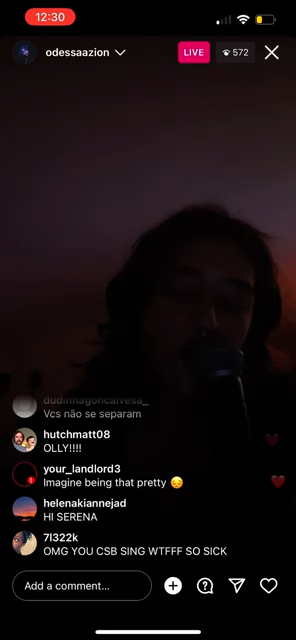 12:30
odessaazion
LIVE
572
dudinhagoncalvesa_
Vcs não se separam
hutchmatt08
OLLY!!!!
your_landlord3
Imagine being that pretty 😔
helenakiannejad
HI SERENA
7l322k
OMG YOU CSB SING WTFFF SO SICK
Add a comment...